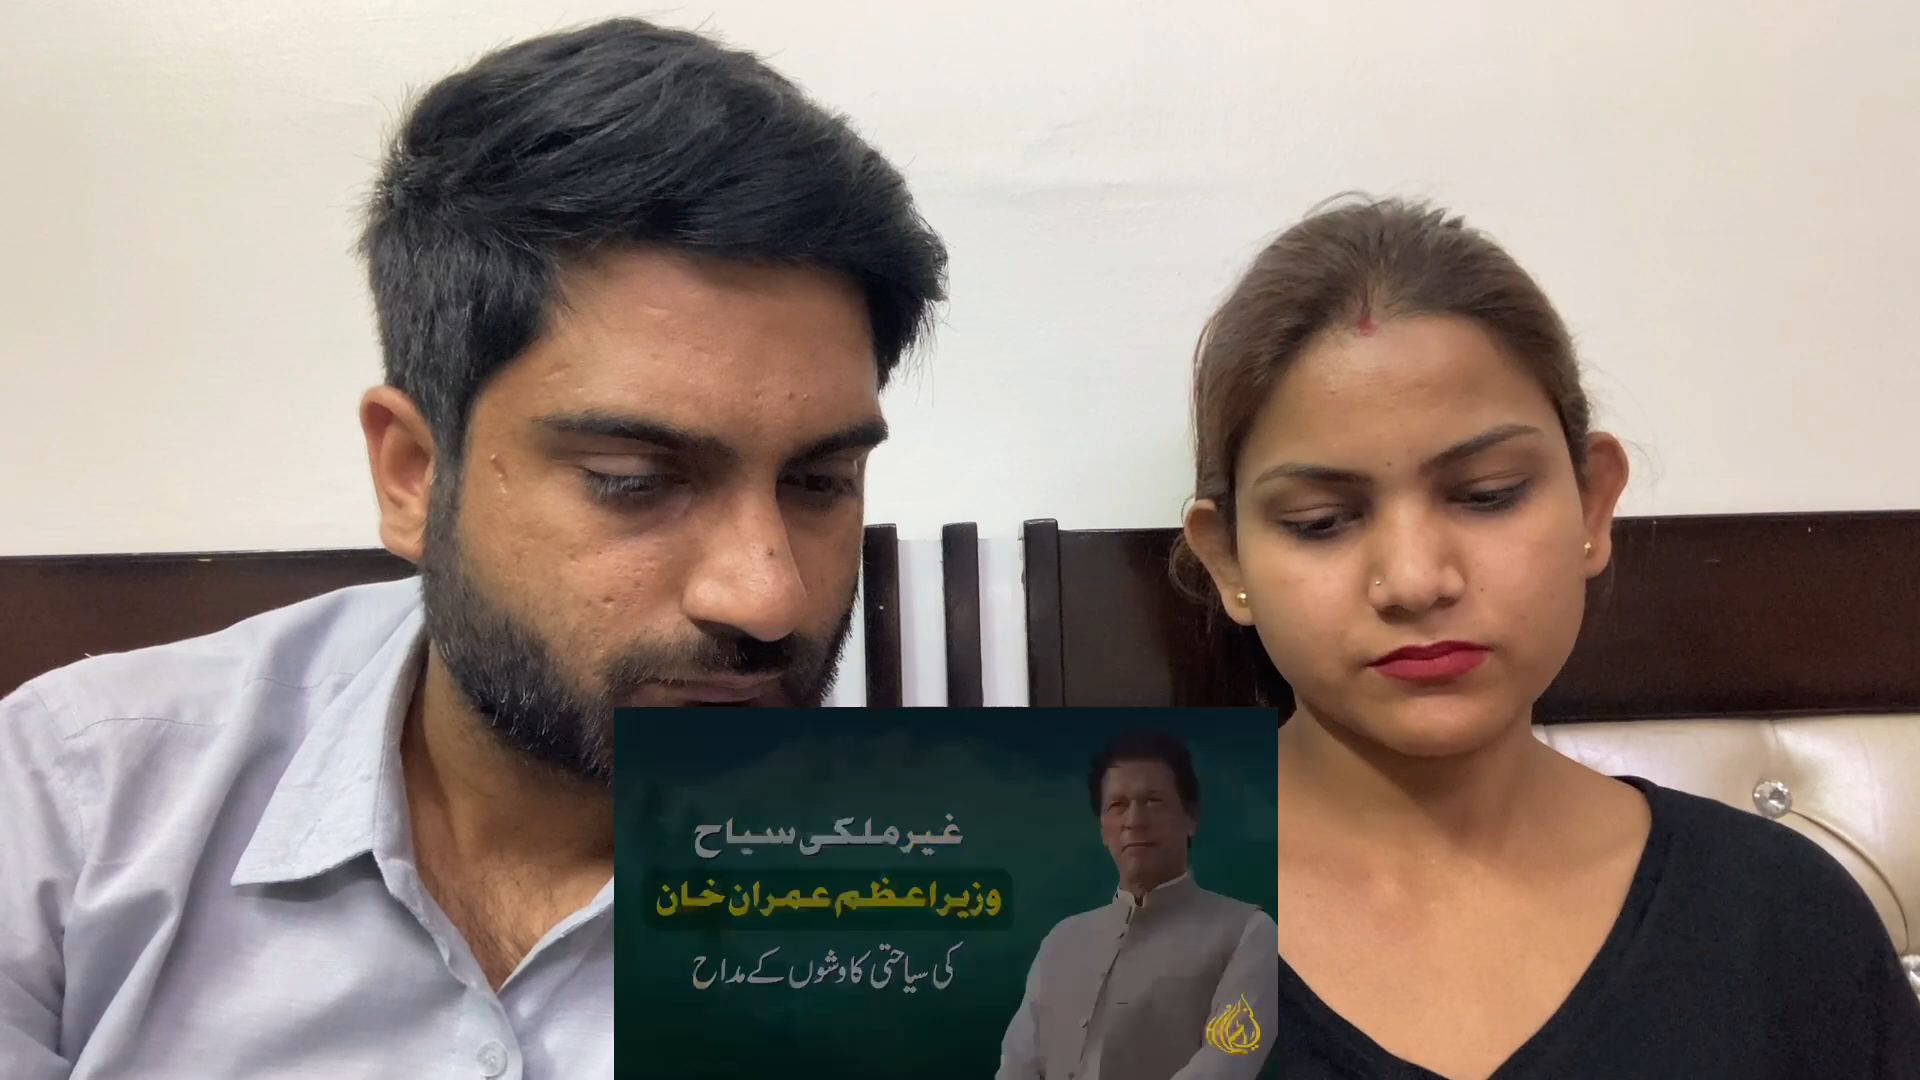 غیر ملکی سیاح
وزیراعظم عمران خان
کی سیاحتی کاوشوں کے مداح